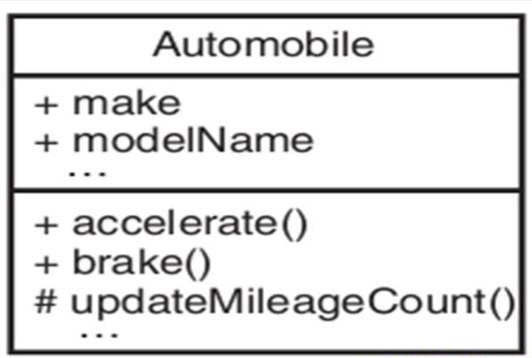 Automobile
+ make
+ modelName
...
+ accelerate()
+ brake()
# updateMileageCount()
...